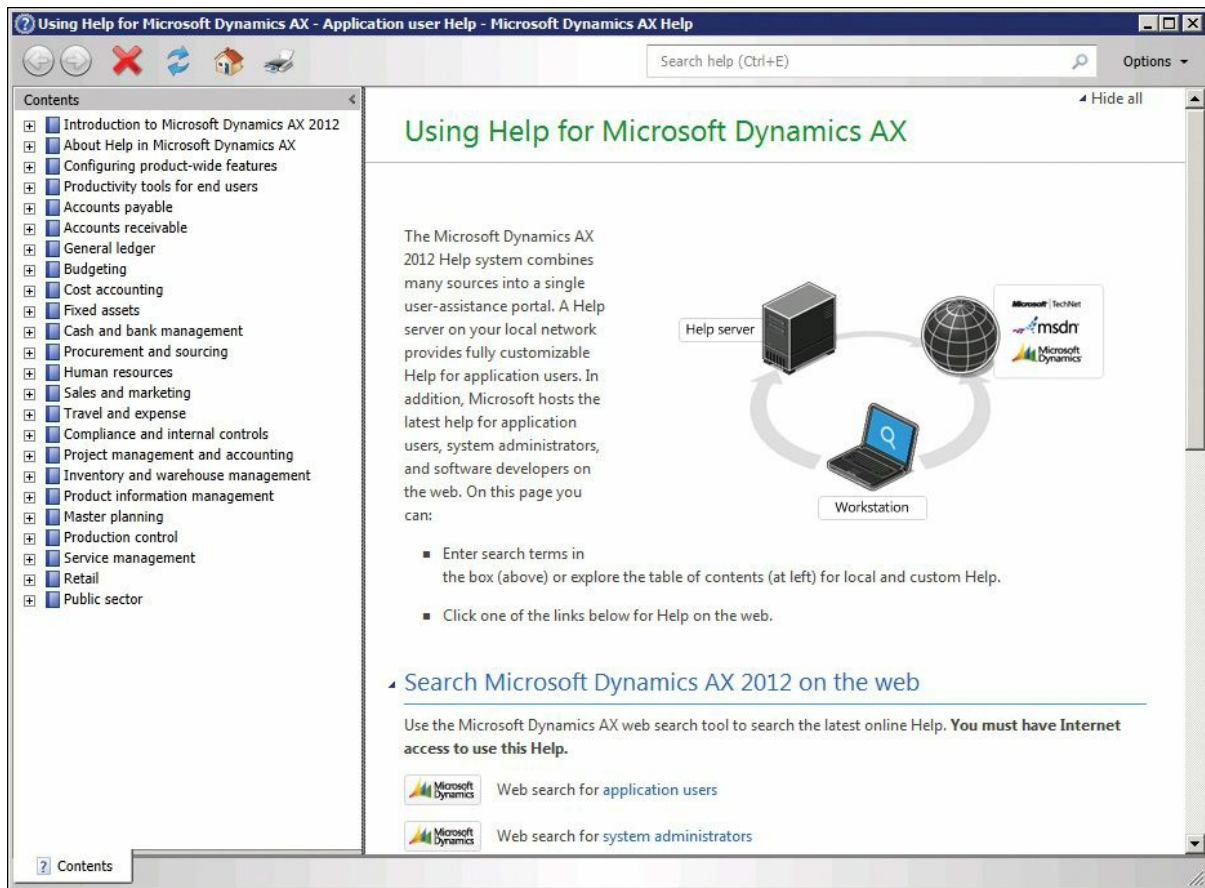 Using Help for Microsoft Dynamics AX - Application user Help - Microsoft Dynamics AX Help
Search help (Ctrl+E)
Options
Contents
Introduction to Microsoft Dynamics AX 2012
About Help in Microsoft Dynamics AX
Configuring product-wide features
Productivity tools for end users
Accounts payable
Accounts receivable
General ledger
Budgeting
Cost accounting
Fixed assets
Cash and bank management
Procurement and sourcing
Human resources
Sales and marketing
Travel and expense
Compliance and internal controls
Project management and accounting
Inventory and warehouse management
Product information management
Master planning
Production control
Service management
Retail
Public sector
Contents
Hide all
Using Help for Microsoft Dynamics AX
The Microsoft Dynamics AX
2012 Help system combines
many sources into a single
user-assistance portal. A Help
server on your local network
provides fully customizable
Help for application users. In
addition, Microsoft hosts the
latest help for application
users, system administrators,
and software developers on
the web. On this page you
can:
Help server
Microsoft TechNet
msdn
Microsoft
Dynamics
Workstation
Enter search terms in
the box (above) or explore the table of contents (at left) for local and custom Help.
Click one of the links below for Help on the web.
Search Microsoft Dynamics AX 2012 on the web
Use the Microsoft Dynamics AX web search tool to search the latest online Help. You must have Internet
access to use this Help.
Microsoft
Dynamics
Web search for application users
Microsoft
Dynamics
Web search for system administrators